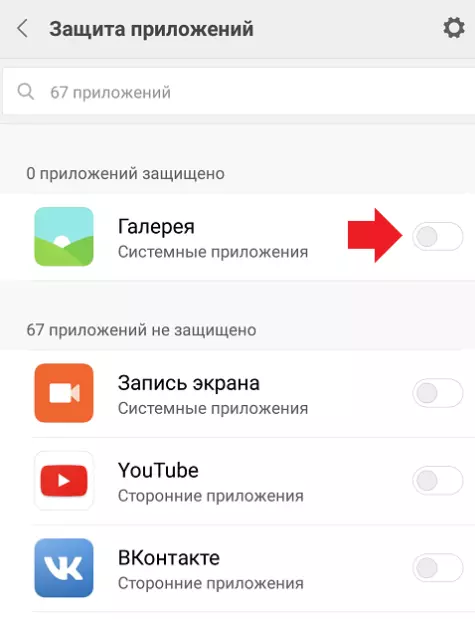 Защита приложений
67 приложений
0 приложений защищено
Галерея
Системные приложения
67 приложений не защищено
Запись экрана
Системные приложения
YouTube
Сторонние приложения
ВКонтакте
Сторонние приложения